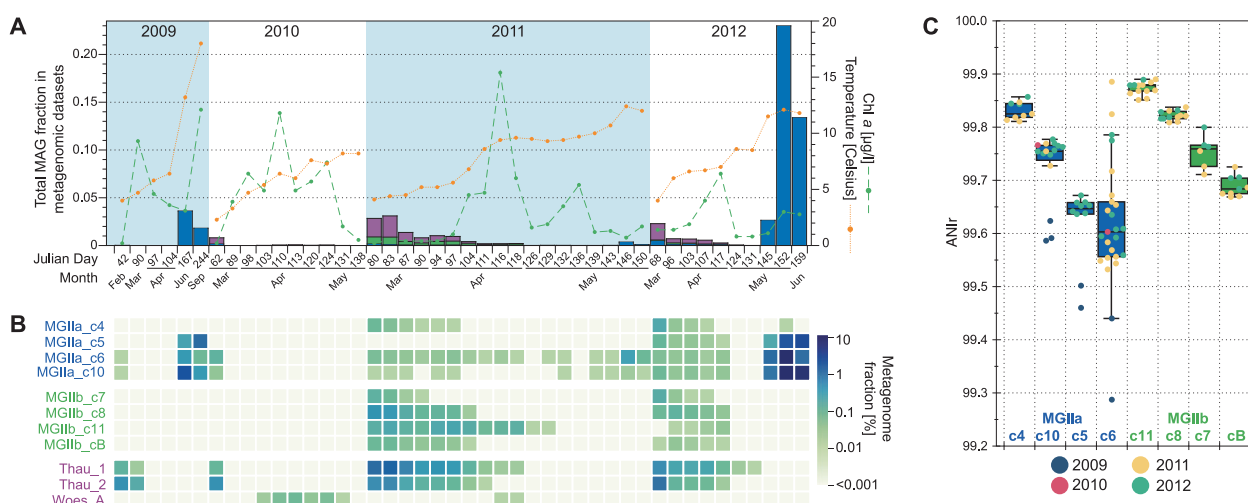 A
2009
2010
2011
2012
Total MAG fraction in
metagenomic datasets
0.20
0.15
0.10
0.05
0
20
15
10
5
0
Temperature [Celsius]
Chl a [µg/l]
Julian Day 42 90 97 104 167 244 62 89 98 103 110 113 120 124 131 138 80 83 87 90 94 97 104 111 116 118 126 129 132 136 139 143 146 150 68 96 103 107 117 124 131 145 152 159
Month Feb Mar Apr Jun Sep Mar Apr May Mar Apr May Mar Apr May Jun
B
MGIIa_c4
MGIIa_c5
MGIIa_c6
MGIIa_c10
MGIIb_c7
MGIIb_c8
MGIIb_c11
MGIIb_cB
Thau_1
Thau_2
Woes_A
10
1
0.1
0.01
<0.001
Metagenome
fraction [%]
C
ANIr
100.0
99.9
99.8
99.7
99.6
99.5
99.4
99.3
99.2
MGIIa MGIIb
c4 c10 c5 c6 c11 c8 c7 cB
2009 2011
2010 2012